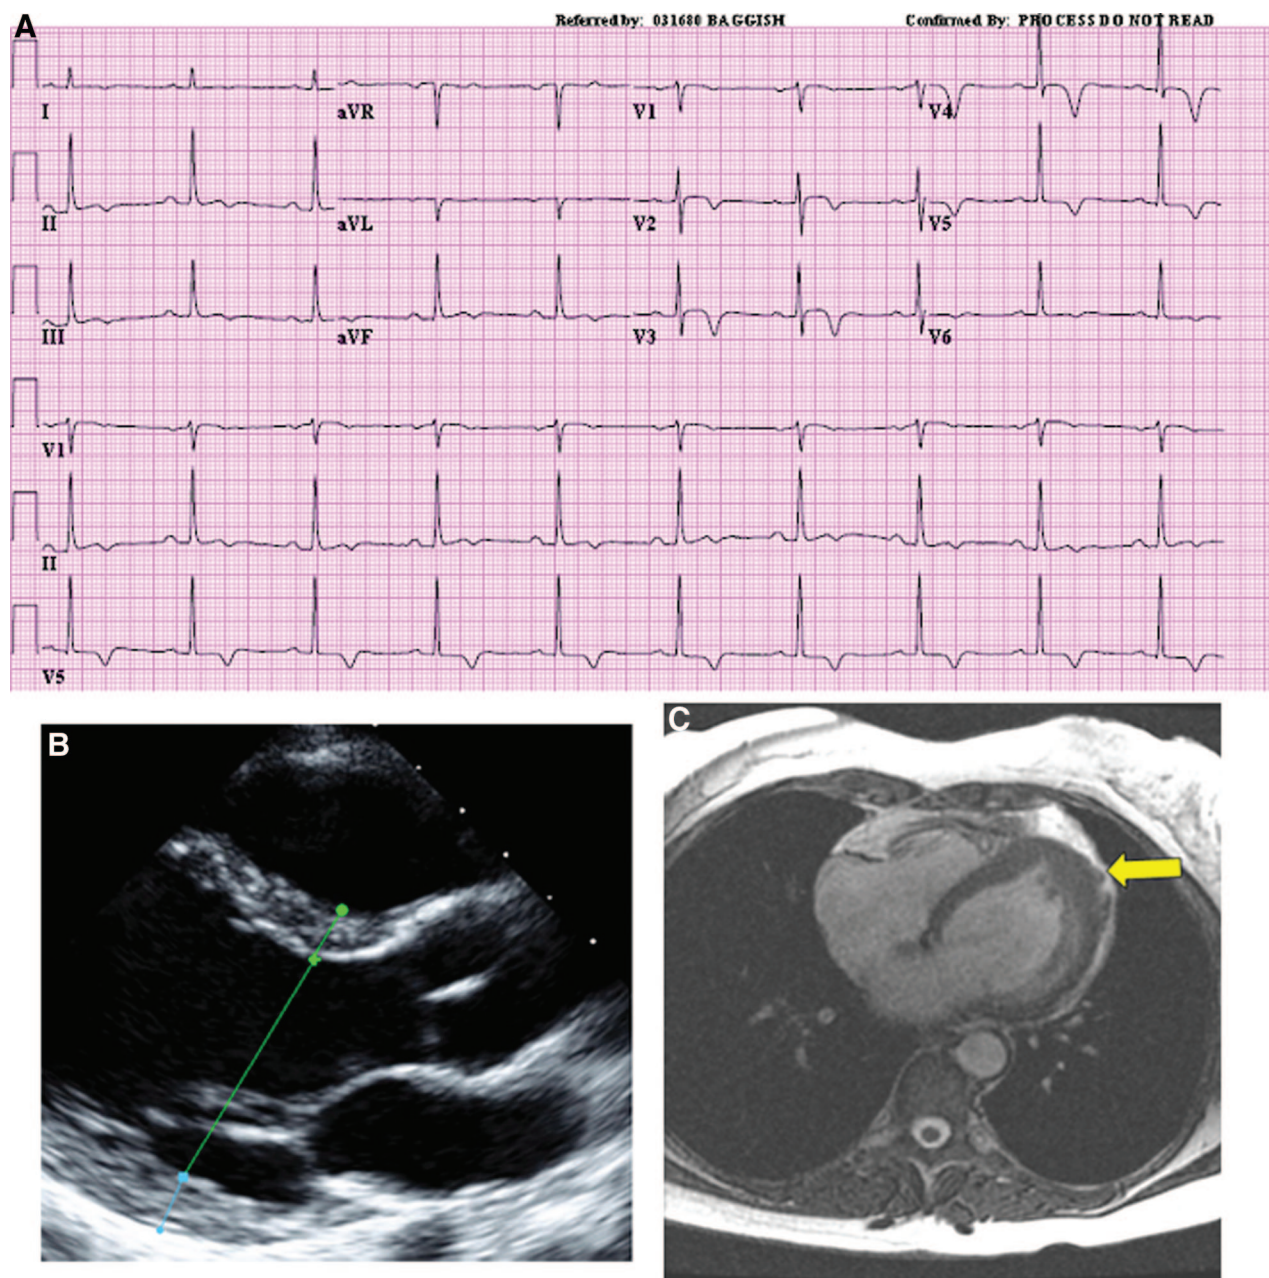 A
Referred by: 031680 BAGGISH Confirmed By: PROCESS DO NOT READ
I aVR V1 V4
II aVL V2 V5
III aVF V3 V6
V1
II
V5
B
C